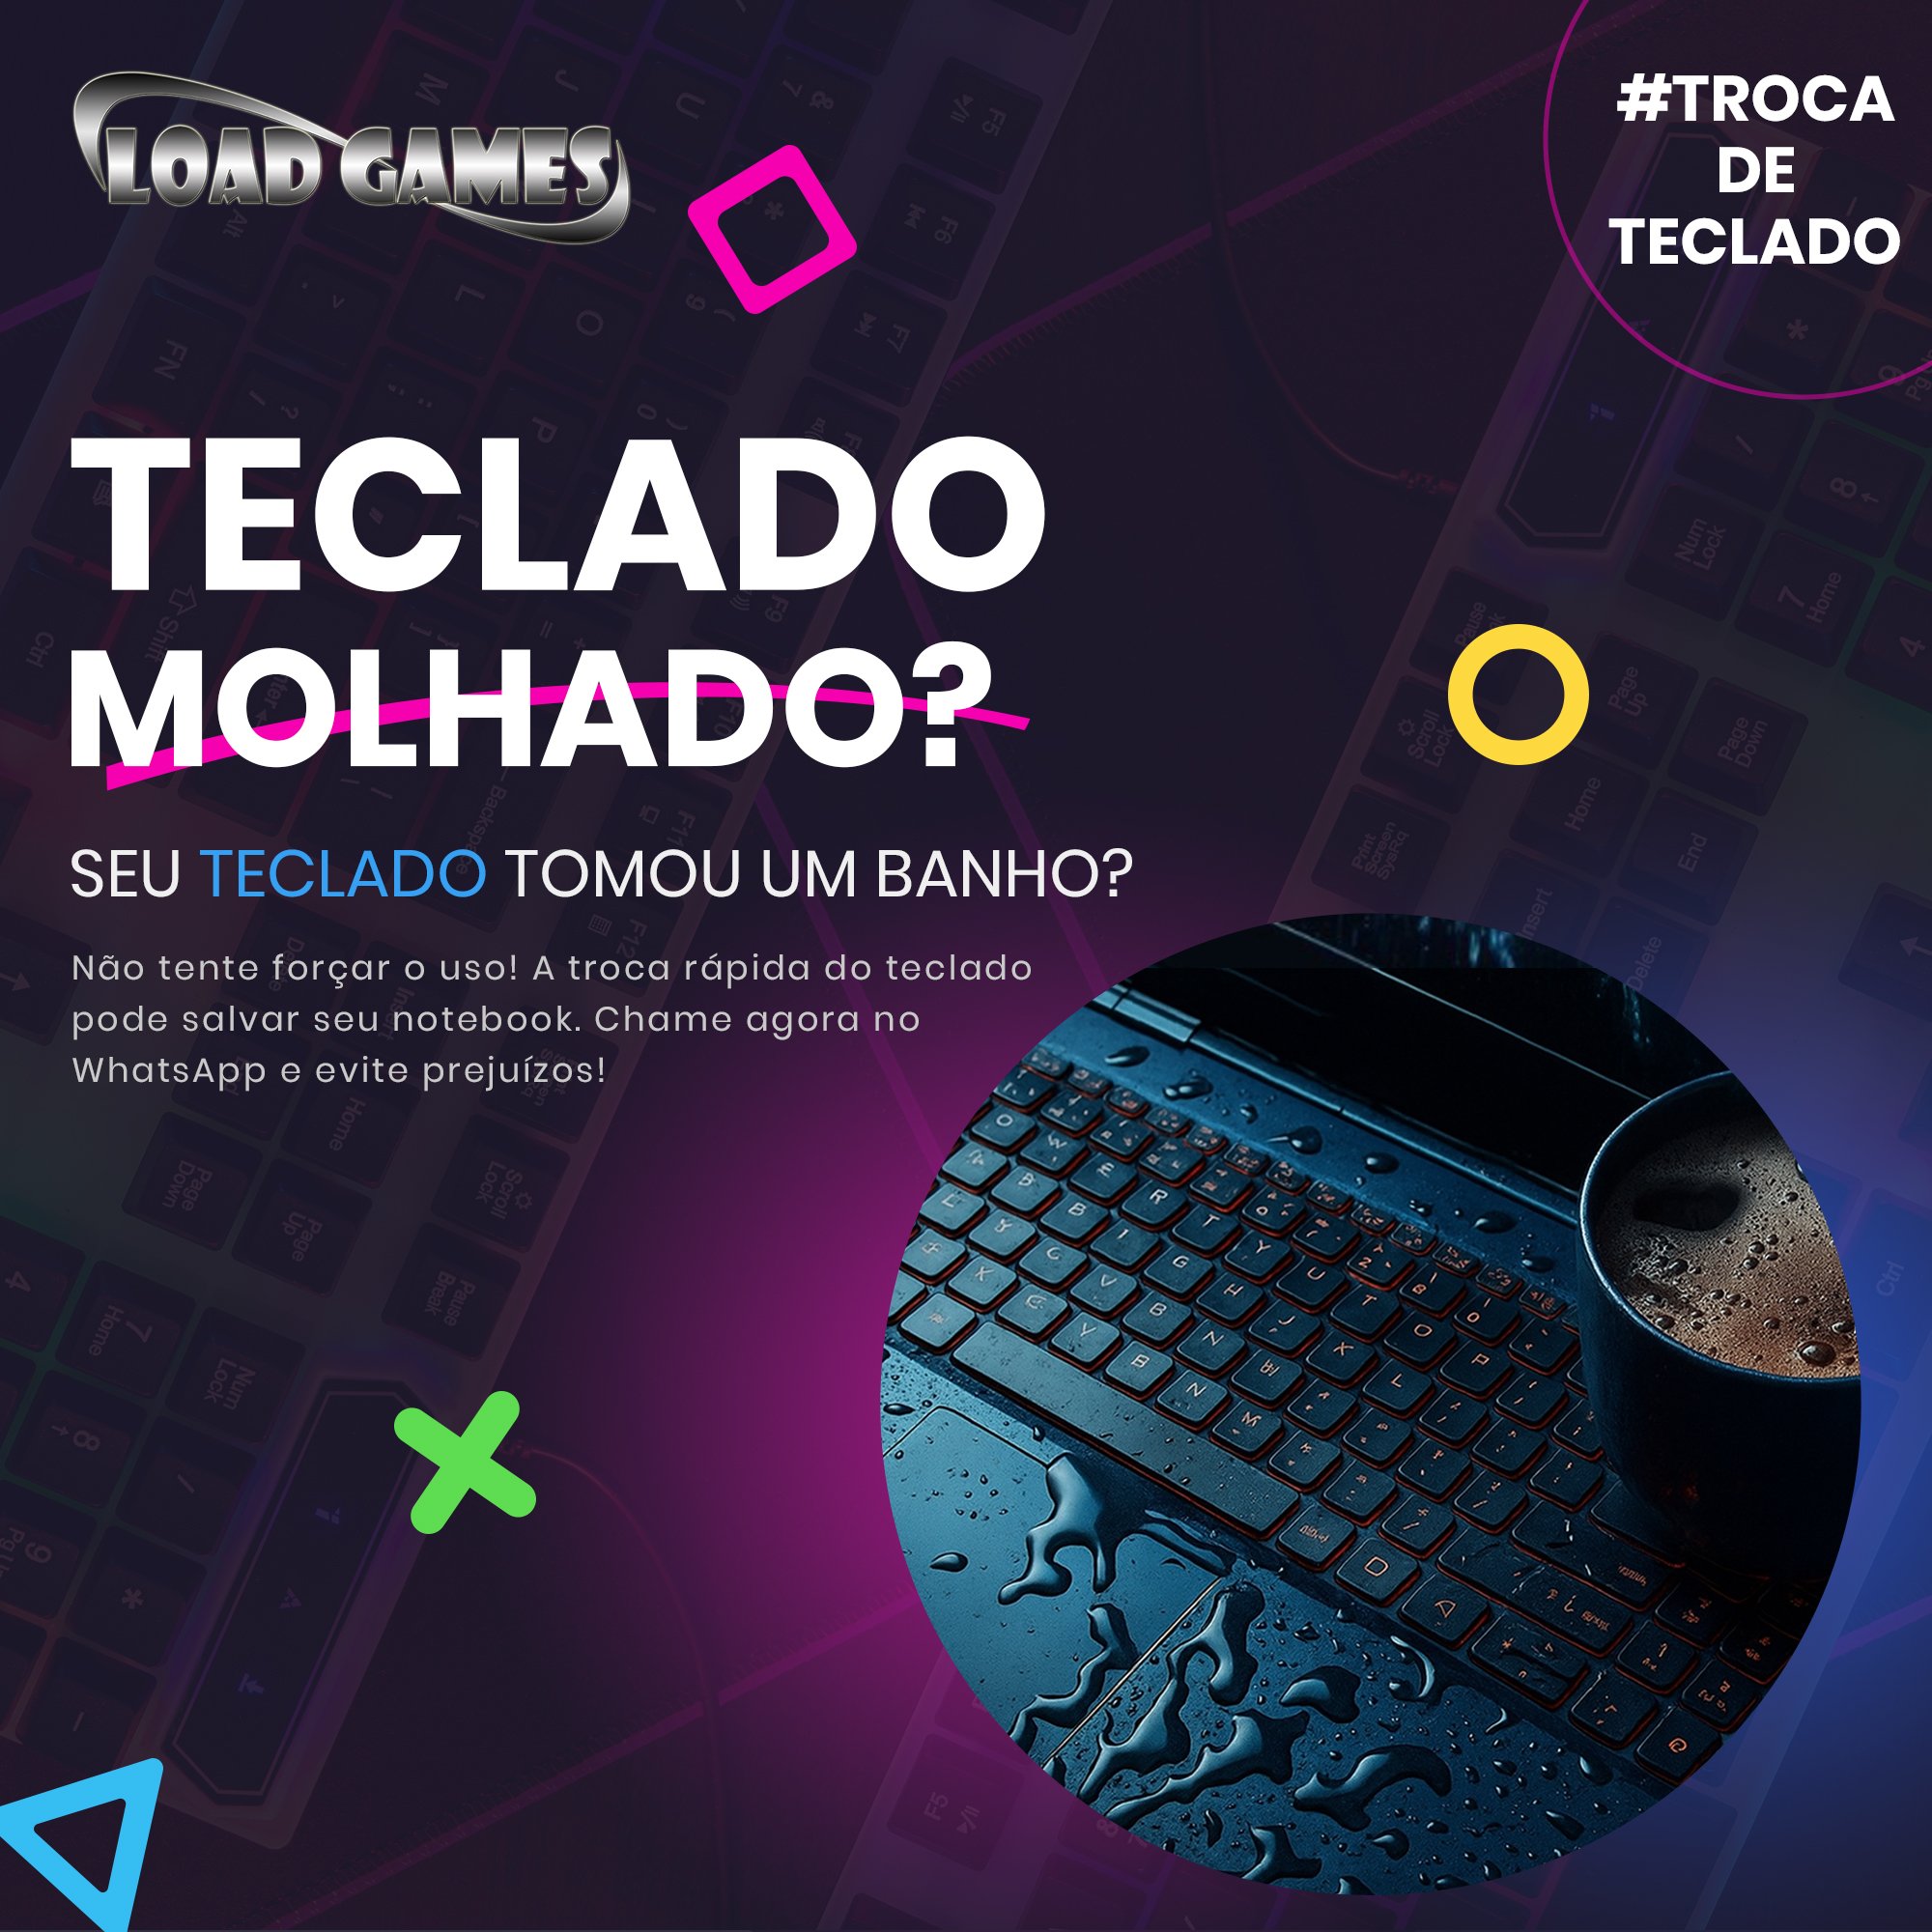 LOAD GAMES
#TROCA
DE
TECLADO
TECLADO
MOLHADO?
SEU TECLADO TOMOU UM BANHO?
Não tente forçar o uso! A troca rápida do teclado
pode salvar seu notebook. Chame agora no
WhatsApp e evite prejuízos!